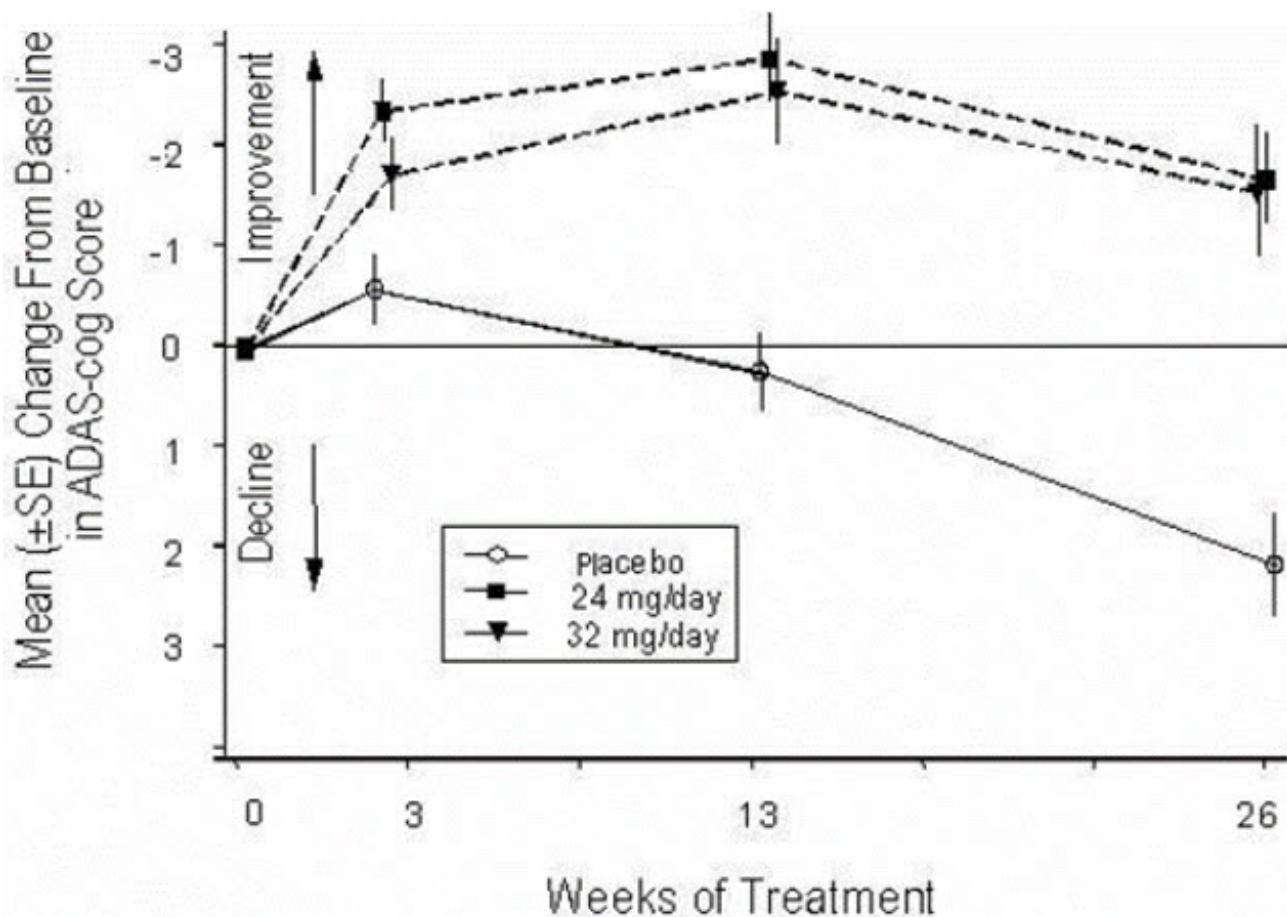 Mean (±SE) Change From Baseline
in ADAS-cog Score
-3
-2
-1
0
1
2
3
Improvement
Decline
Placebo
24 mg/day
32 mg/day
0 3 13 26
Weeks of Treatment